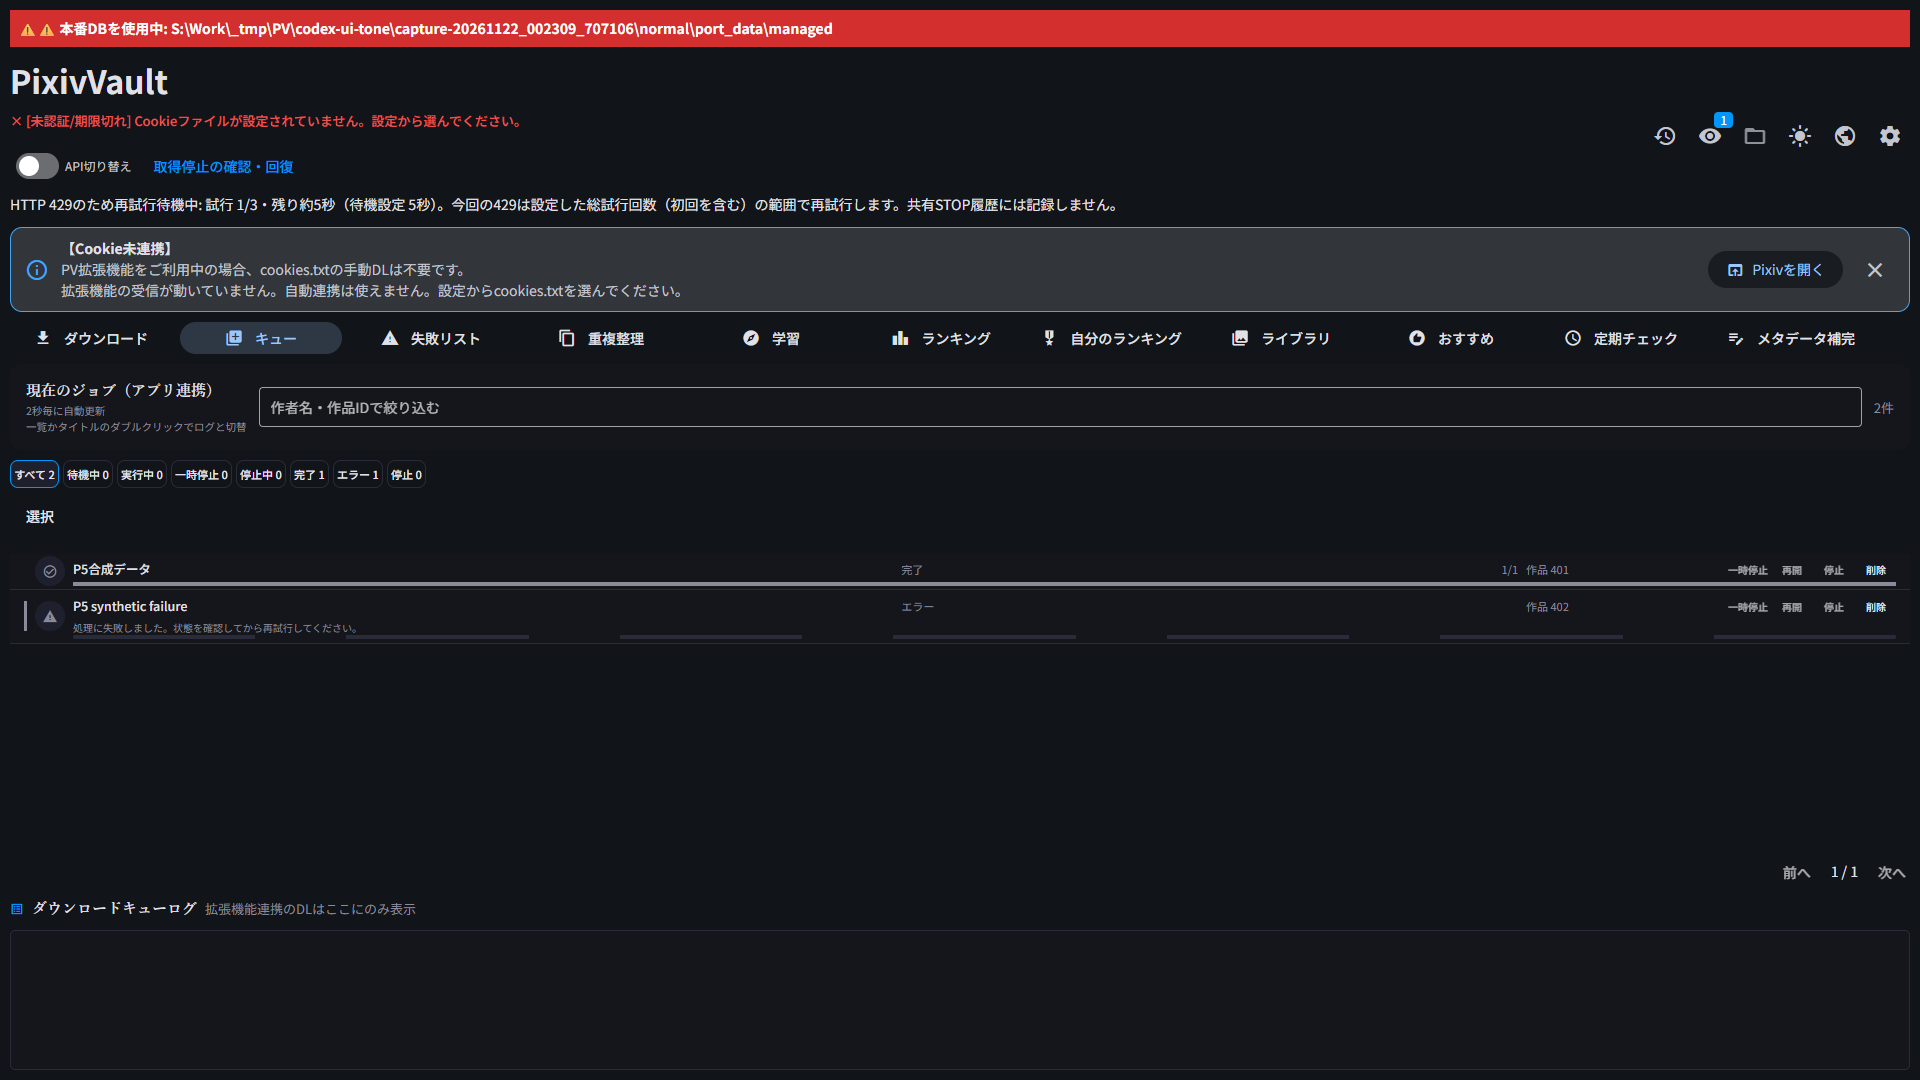 本番DBを使用中: S:\Work\_tmp\PV\codex-ui-tone\capture-20261122_002309_707106\normal\port_data\managed
PixivVault
✕ [未認証/期限切れ] Cookieファイルが設定されていません。設定から選んでください。
1
API切り替え 取得停止の確認・回復
HTTP 429のため再試行待機中: 試行 1/3・残り約5秒（待機設定 5秒）。今回の429は設定した総試行回数（初回を含む）の範囲で再試行します。共有STOP履歴には記録しません。
【Cookie未連携】
PV拡張機能をご利用中の場合、cookies.txtの手動DLは不要です。
拡張機能の受信が動いていません。自動連携は使えません。設定からcookies.txtを選んでください。
Pixivを開く
ダウンロード キュー 失敗リスト 重複整理 学習 ランキング 自分のランキング ライブラリ おすすめ 定期チェック メタデータ補完
現在のジョブ（アプリ連携）
2秒毎に自動更新
一覧かタイトルのダブルクリックでログと切替
作者名・作品IDで絞り込む
2件
すべて 2 待機中 0 実行中 0 一時停止 0 停止中 0 完了 1 エラー 1 停止 0
選択
P5合成データ 完了 1/1 作品 401 一時停止 再開 停止 削除
P5 synthetic failure エラー 作品 402 一時停止 再開 停止 削除
処理に失敗しました。状態を確認してから再試行してください。
前へ 1 / 1 次へ
ダウンロードキューログ 拡張機能連携のDLはここにのみ表示